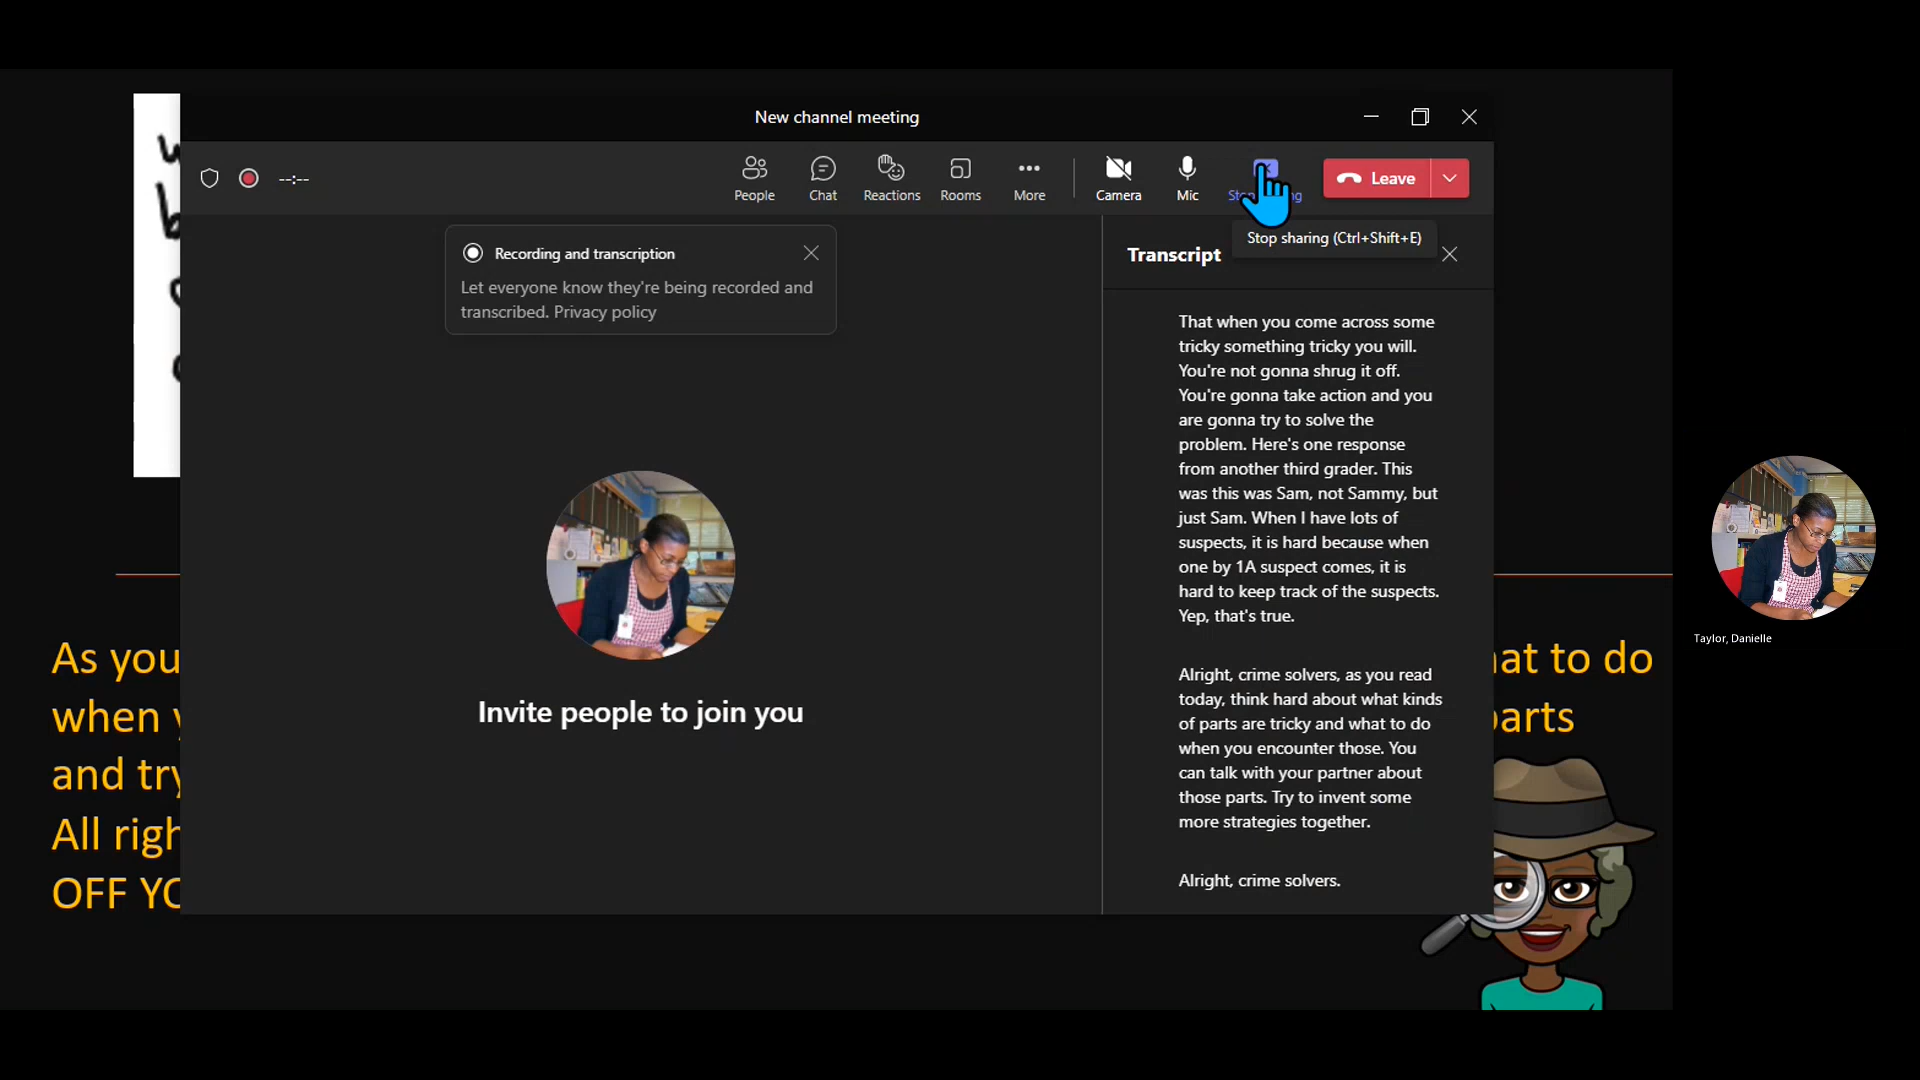 New channel meeting
--:--
People
Chat
Reactions
Rooms
More
Camera
Mic
Leave
Stop sharing (Ctrl+Shift+E)
Recording and transcription
Let everyone know they're being recorded and
transcribed. Privacy policy
Invite people to join you
Transcript
That when you come across some
tricky something tricky you will.
You're not gonna shrug it off.
You're gonna take action and you
are gonna try to solve the
problem. Here's one response
from another third grader. This
was this was Sam, not Sammy, but
just Sam. When I have lots of
suspects, it is hard because when
one by 1A suspect comes, it is
hard to keep track of the suspects.
Yep, that's true.
Alright, crime solvers, as you read
today, think hard about what kinds
of parts are tricky and what to do
when you encounter those. You
can talk with your partner about
those parts. Try to invent some
more strategies together.
Alright, crime solvers.
As you
to do
when
parts
and
All
OFF
Taylor, Danielle